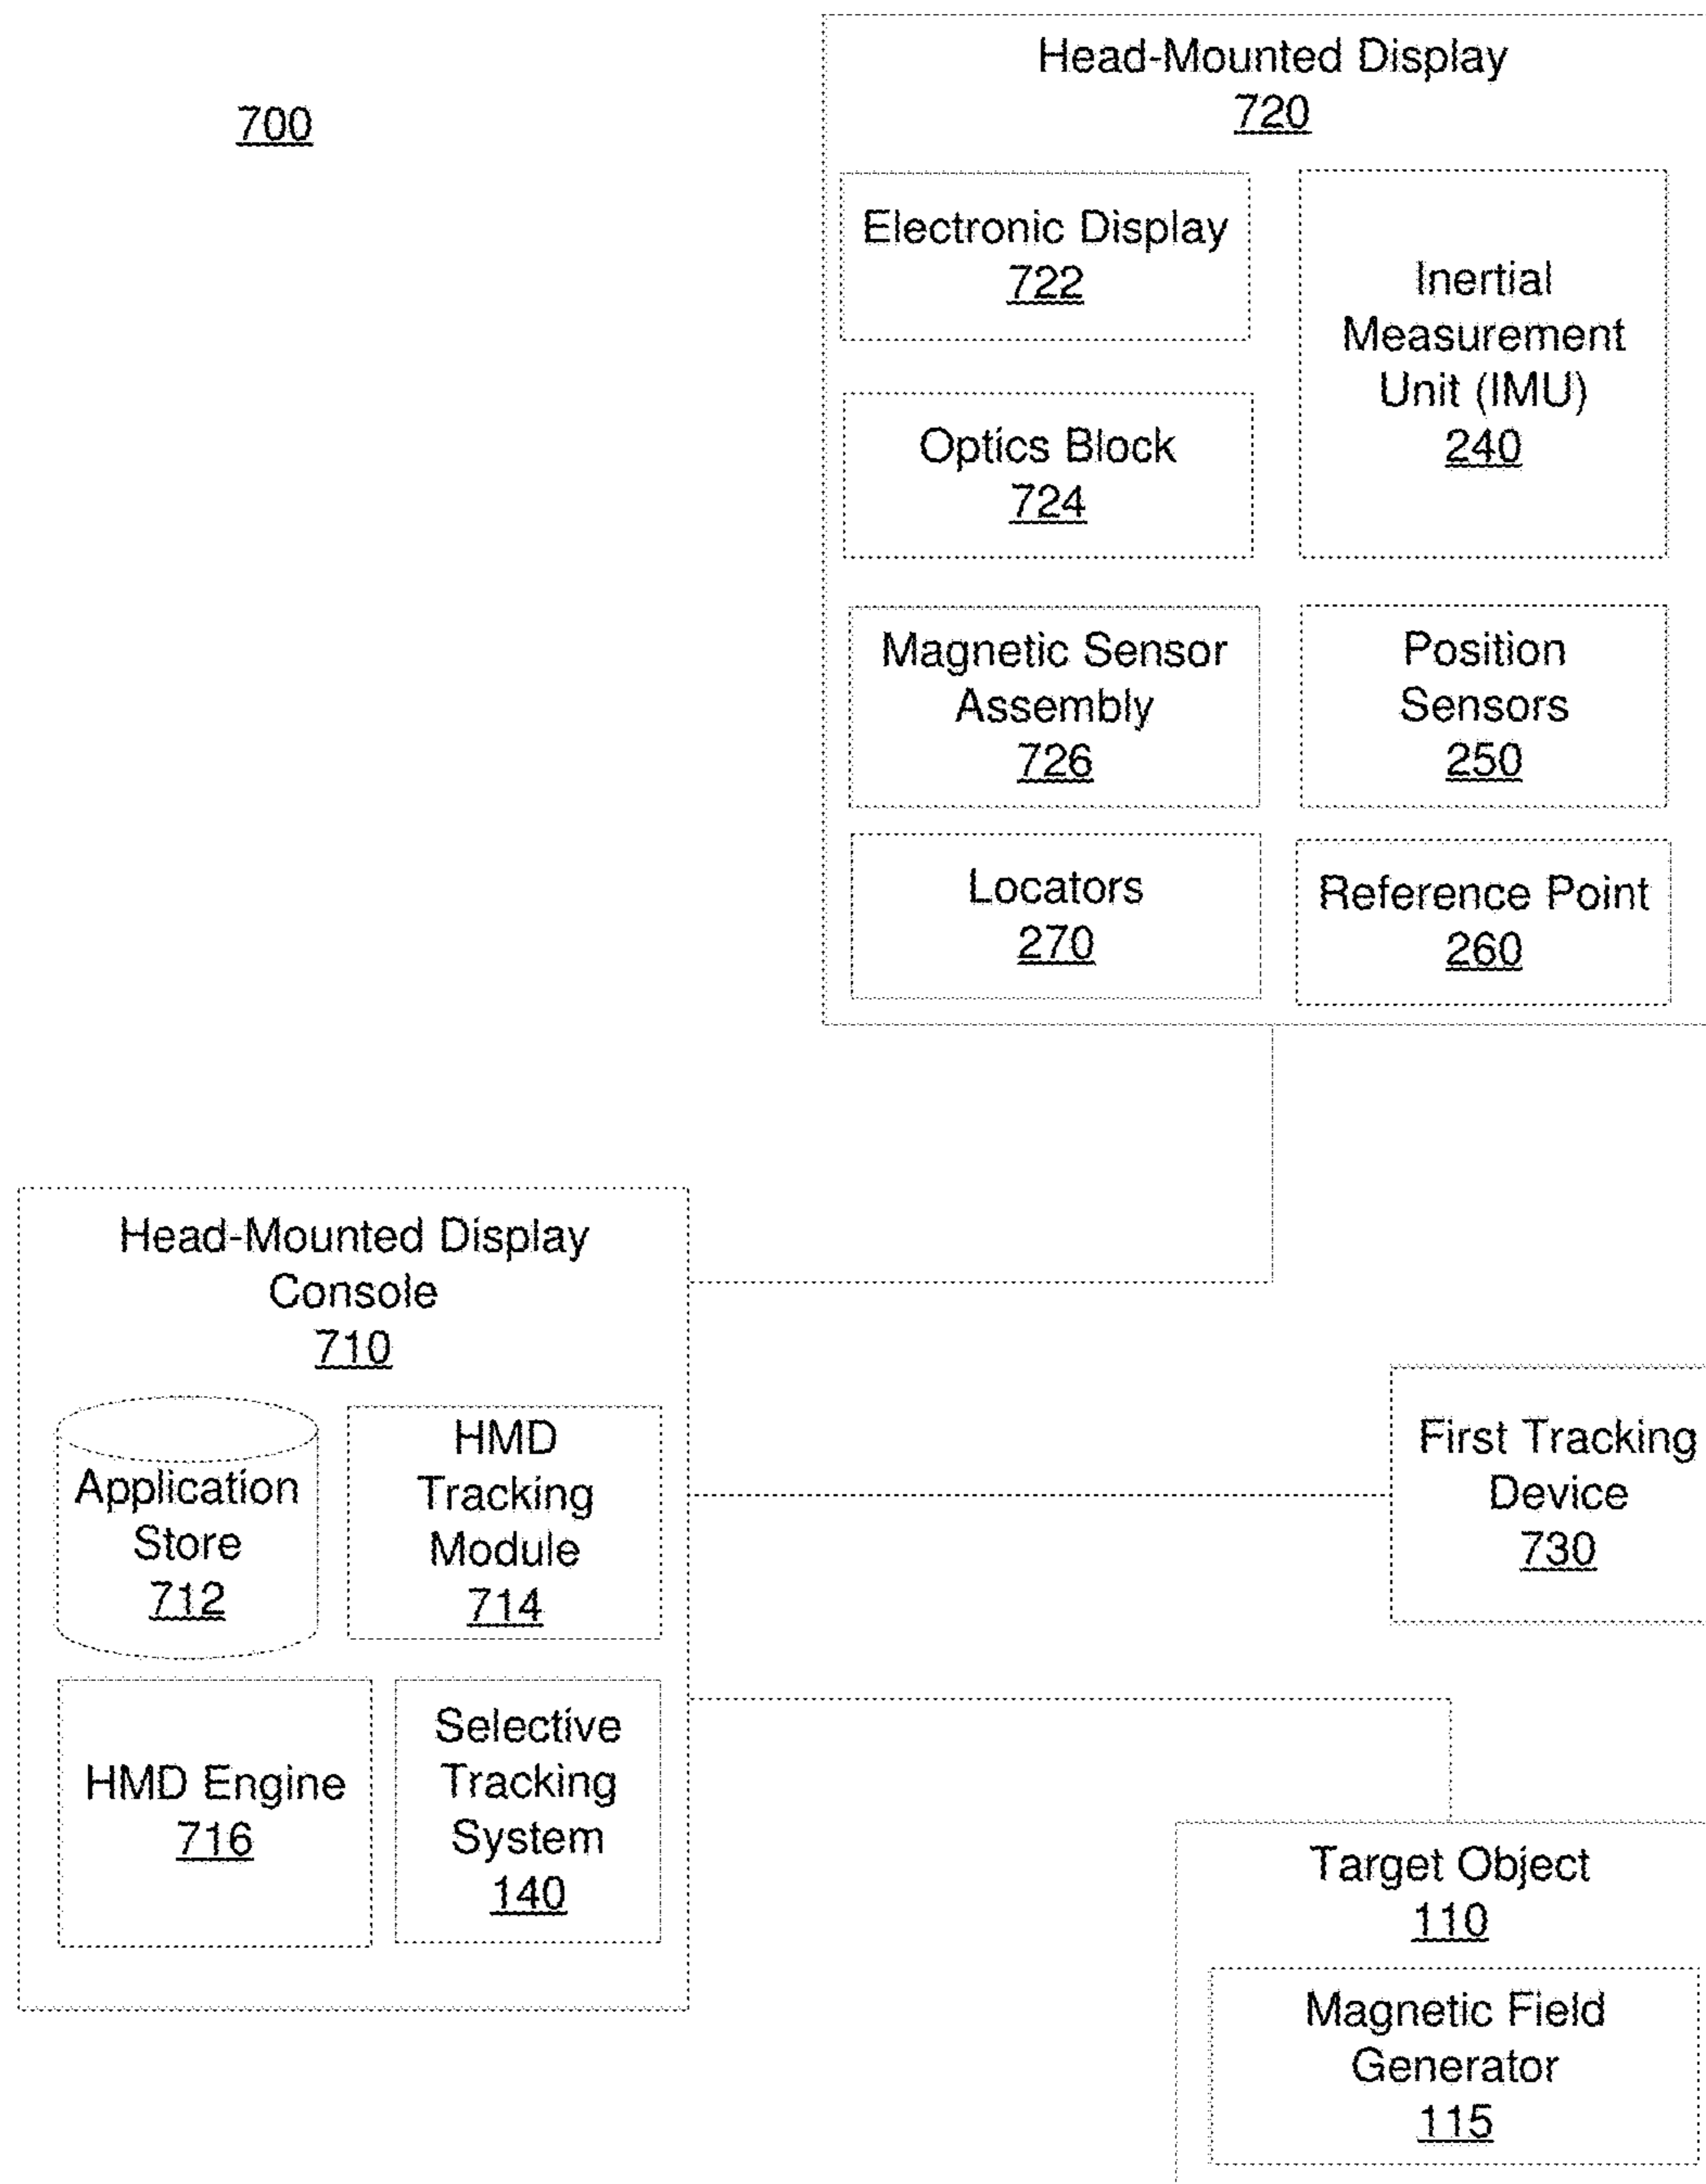 700
Head-Mounted Display
720
Electronic Display
722
Inertial
Measurement
Unit (IMU)
240
Optics Block
724
Magnetic Sensor
Assembly
726
Position
Sensors
250
Locators
270
Reference Point
260
Head-Mounted Display
Console
710
Application
Store
712
HMD
Tracking
Module
714
HMD Engine
716
Selective
Tracking
System
140
First Tracking
Device
730
Target Object
110
Magnetic Field
Generator
115